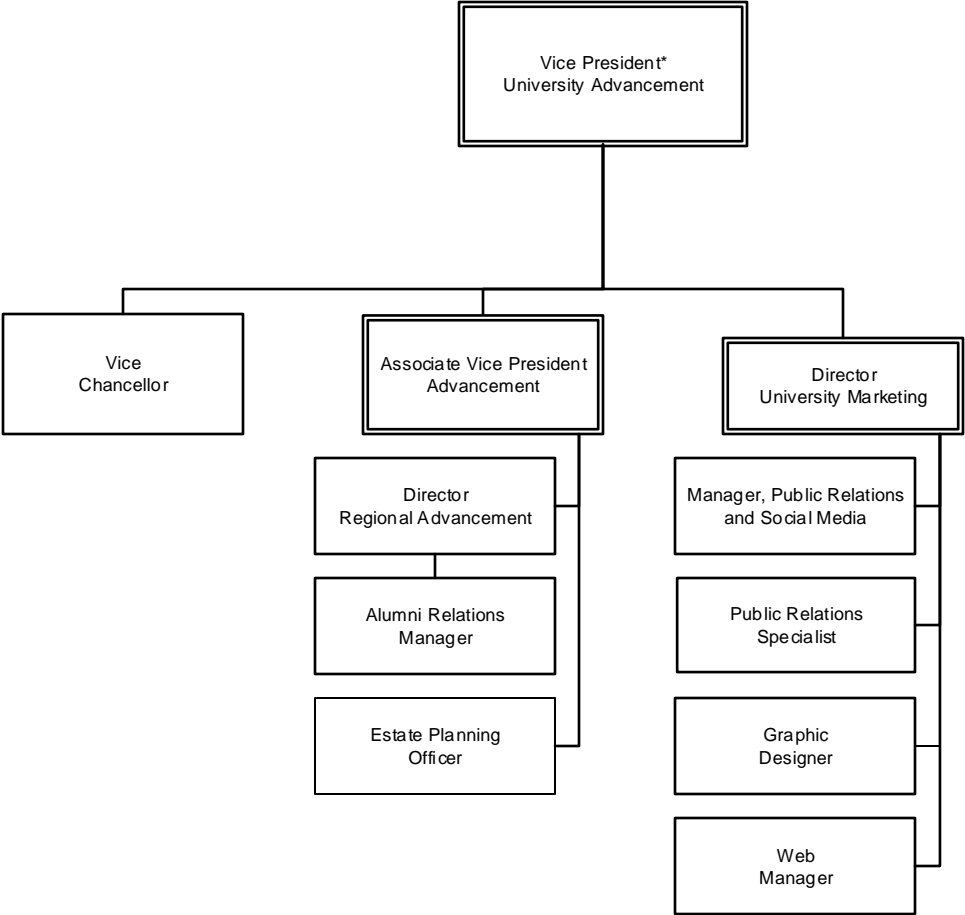 Vice President*
University Advancement
Vice
Chancellor
Associate Vice President
Advancement
Director
University Marketing
Director
Regional Advancement
Manager, Public Relations
and Social Media
Alumni Relations
Manager
Public Relations
Specialist
Estate Planning
Officer
Graphic
Designer
Web
Manager